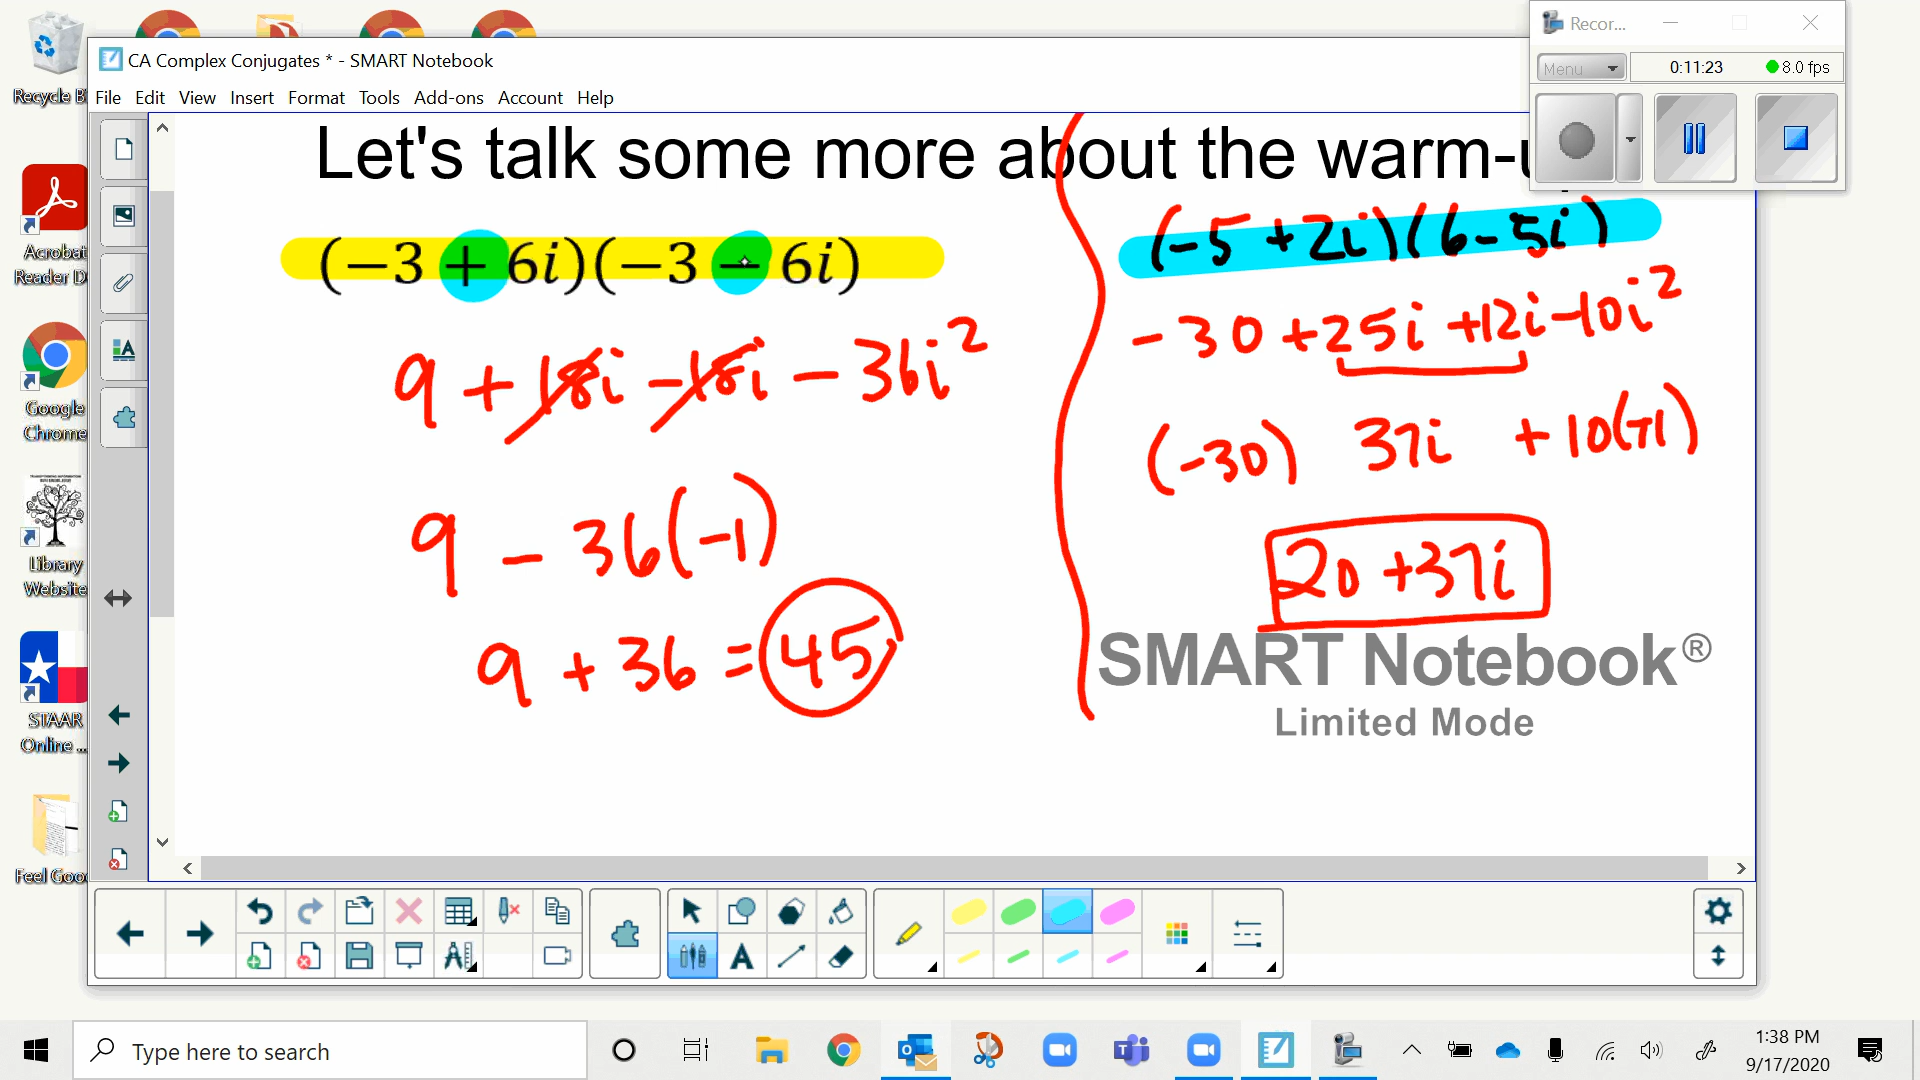 Recycle B
Acrobat
Reader D
Google
Chrome
Library
Website
STAAR
Online ...
Feel Goo
CA Complex Conjugates * - SMART Notebook
File Edit View Insert Format Tools Add-ons Account Help
Recor...
Menu
0:11:23
8.0 fps
Let's talk some more about the warm-u
(−3 + 6i)(−3 − 6i)
9 + 18i - 18i - 36i²
9 - 36(-1)
9 + 36 = 45
(-5 +2i)(6-5i)
-30 +25i +12i -10i²
(-30) 37i + 10(+1)
20 +37i
SMART Notebook®
Limited Mode
Type here to search
1:38 PM
9/17/2020